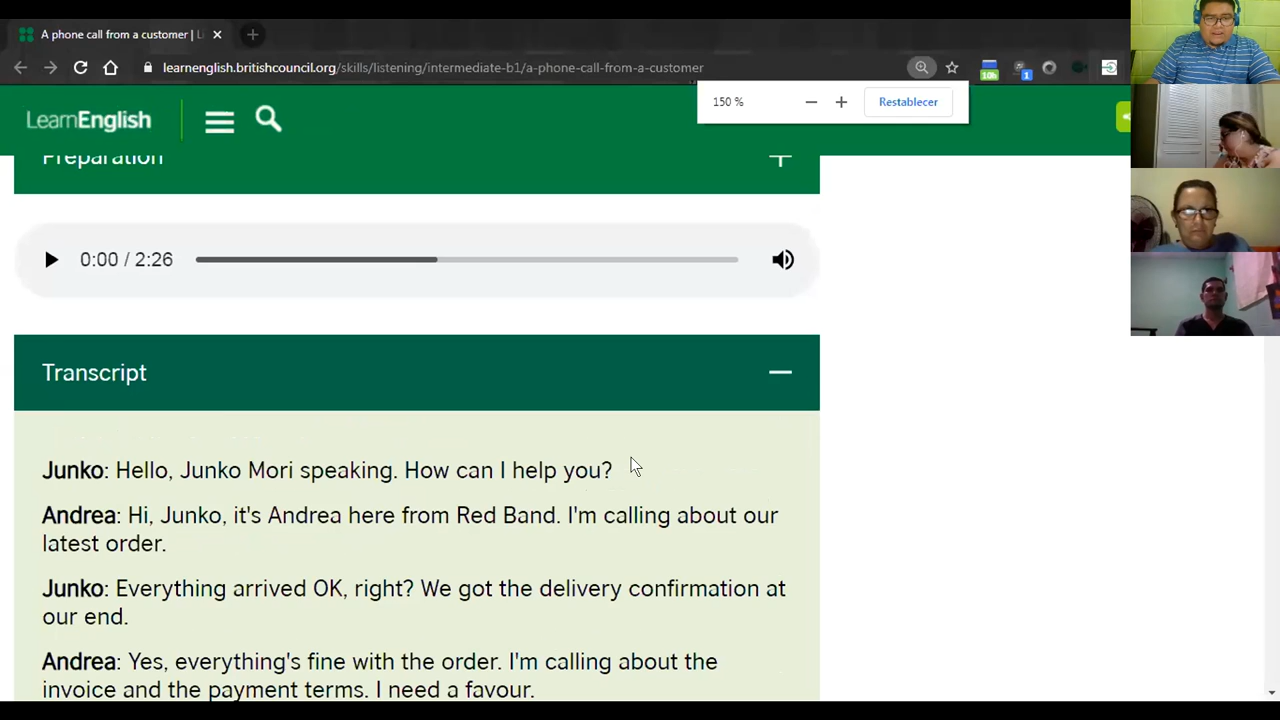 A phone call from a customer | L
learnenglish.britishcouncil.org/skills/listening/intermediate-b1/a-phone-call-from-a-customer
10h
1
150 %
Restablecer
LearnEnglish
Preparation
0:00 / 2:26
Transcript
Junko: Hello, Junko Mori speaking. How can I help you?
Andrea: Hi, Junko, it's Andrea here from Red Band. I'm calling about our
latest order.
Junko: Everything arrived OK, right? We got the delivery confirmation at
our end.
Andrea: Yes, everything's fine with the order. I'm calling about the
invoice and the payment terms. I need a favour.